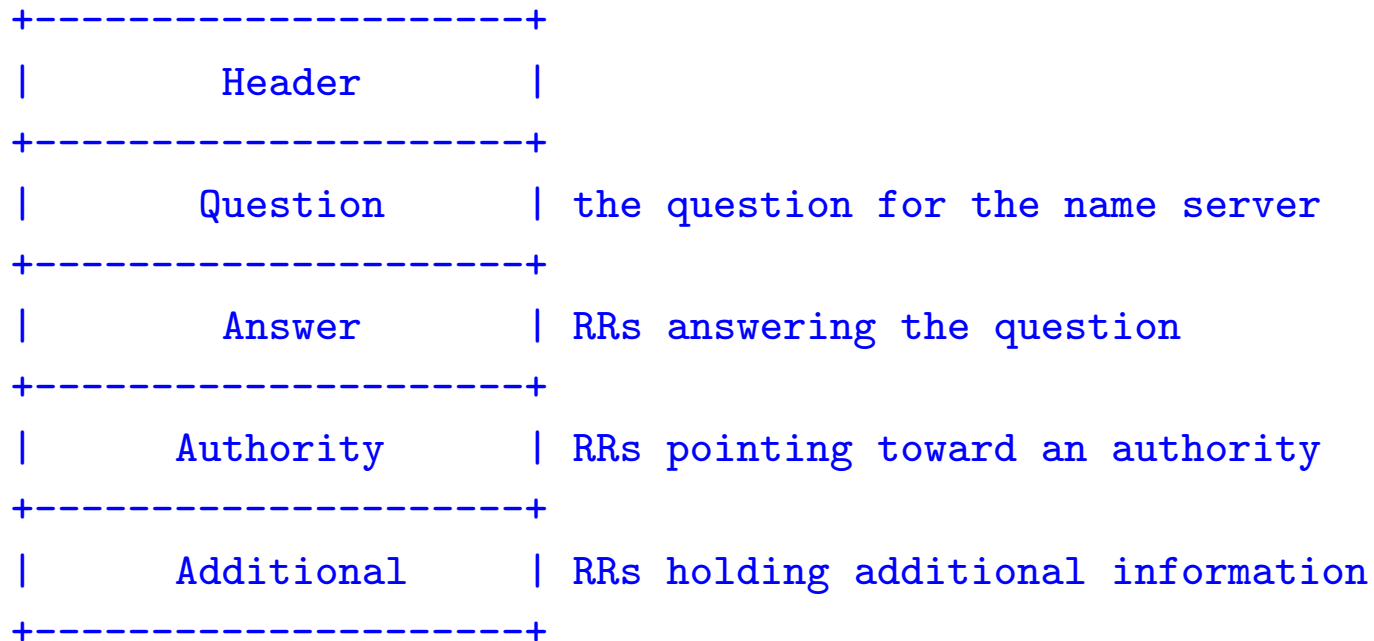 +---------------------+
|        Header       |
+---------------------+
|       Question      | the question for the name server
+---------------------+
|        Answer       | RRs answering the question
+---------------------+
|      Authority      | RRs pointing toward an authority
+---------------------+
|      Additional     | RRs holding additional information
+---------------------+